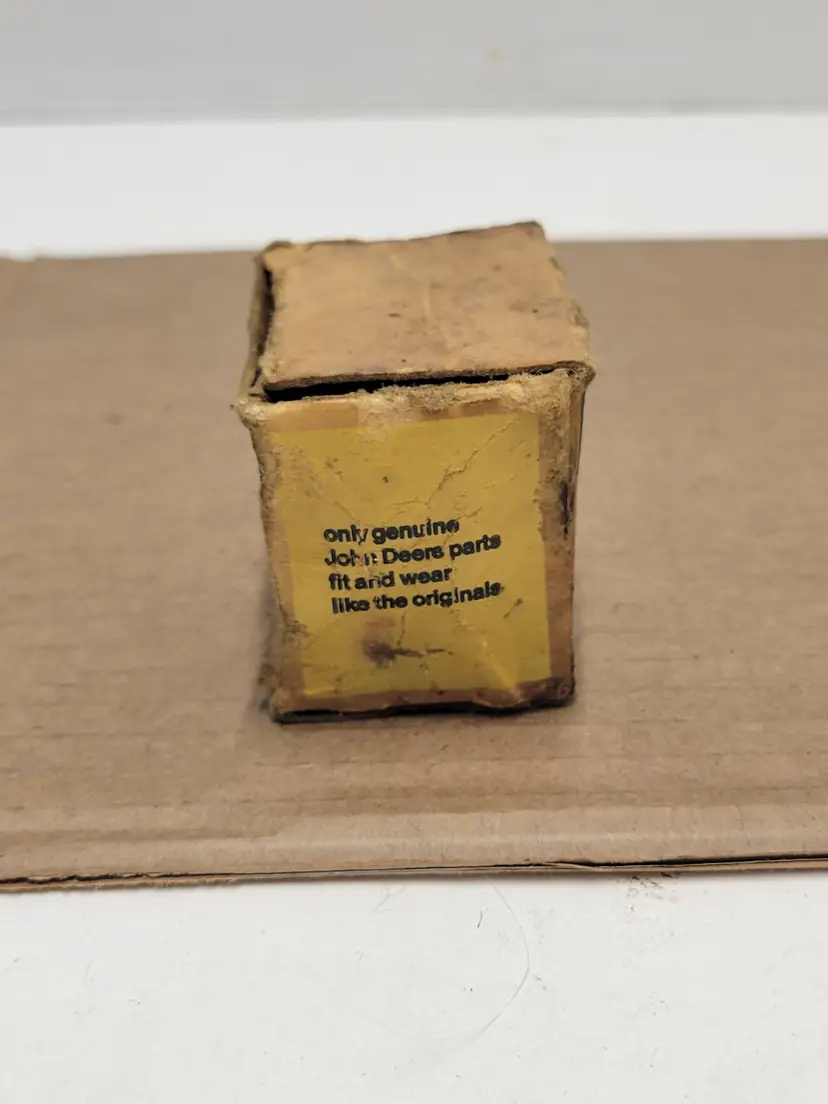 only genuine
John Deere parts
fit and wear
like the originals